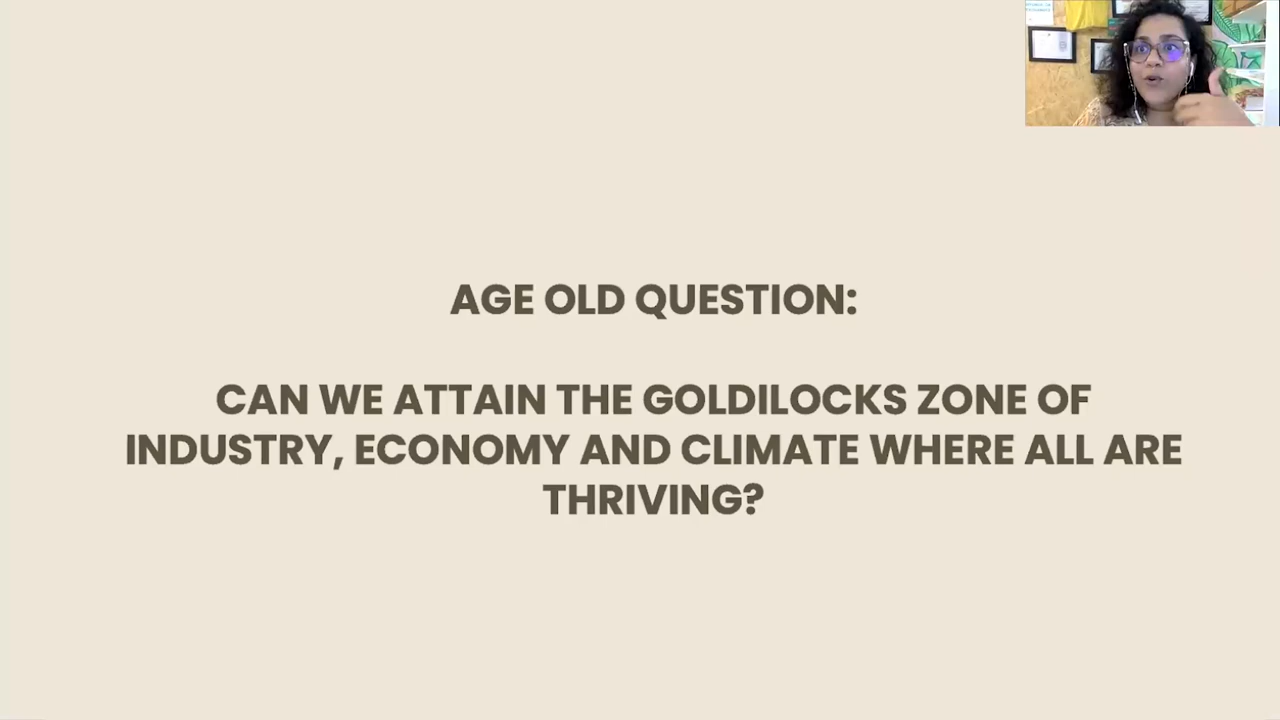 AGE OLD QUESTION:
CAN WE ATTAIN THE GOLDILOCKS ZONE OF
INDUSTRY, ECONOMY AND CLIMATE WHERE ALL ARE
THRIVING?